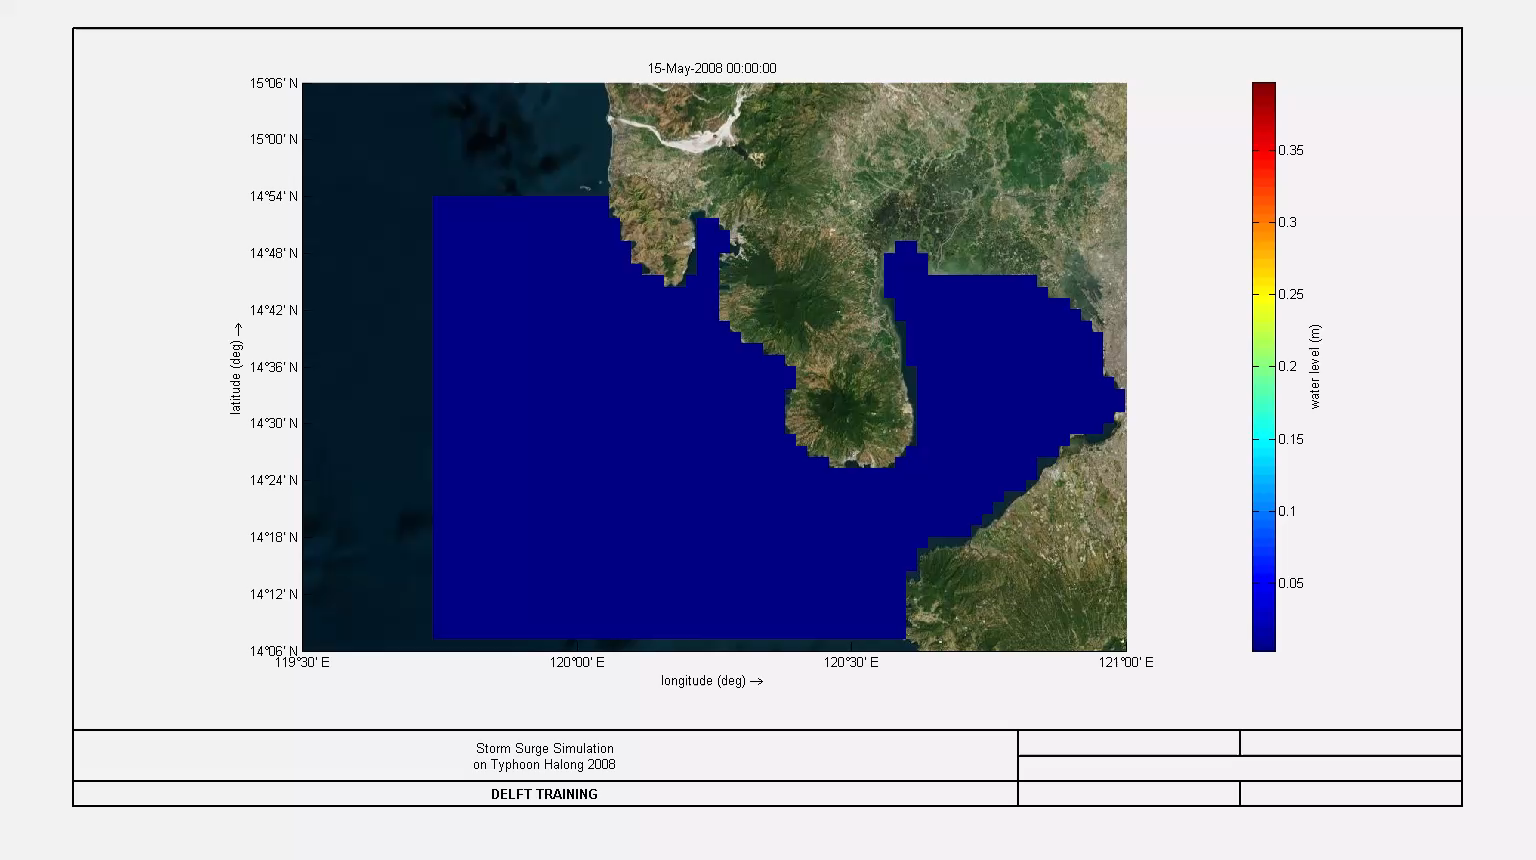 15-May-2008 00:00:00
15°06' N
15°00' N
14°54' N
14°48' N
14°42' N
14°36' N
14°30' N
14°24' N
14°18' N
14°12' N
14°06' N
latitude (deg) →
119°30' E
120°00' E
120°30' E
121°00' E
longitude (deg) →
0.35
0.3
0.25
0.2
0.15
0.1
0.05
water level (m)
Storm Surge Simulation
on Typhoon Halong 2008
DELFT TRAINING